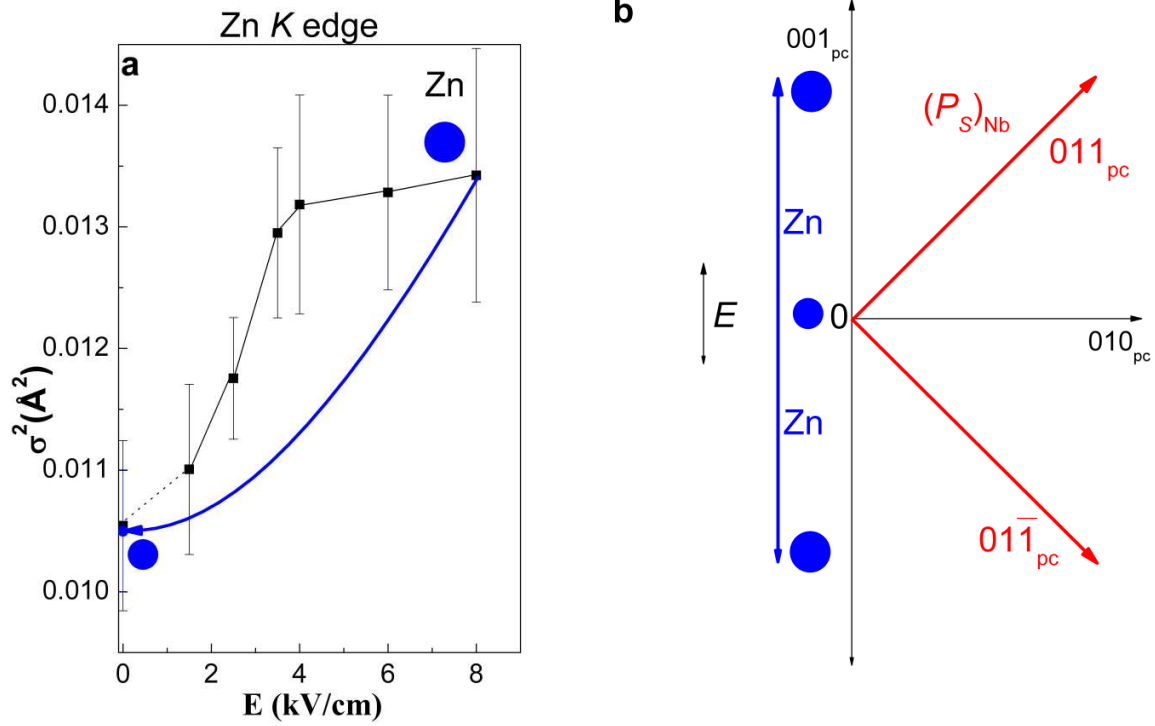 Zn K edge
a
Zn
0.014
0.013
0.012
0.011
0.010
σ²(Å²)
0 2 4 6 8
E (kV/cm)
b
001pc
(PS)Nb
011pc
Zn
E
0
010pc
Zn
011̅pc